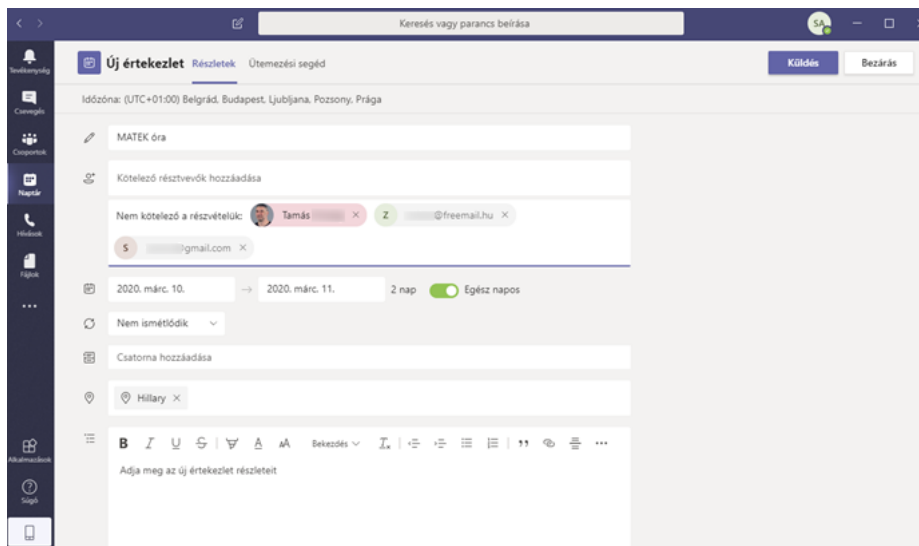 Keresés vagy parancs beírása
SA
Tevékenység
Csevegés
Csoportok
Naptár
Hívások
Fájlok
Alkalmazások
Súgó
Új értekezlet Részletek Ütemezési segéd Küldés Bezárás
Időzóna: (UTC+01:00) Belgrád, Budapest, Ljubljana, Pozsony, Prága
MATEK óra
Kötelező résztvevők hozzáadása
Nem kötelező a részvételük: Tamás Z @freemail.hu
S @gmail.com
2020. márc. 10. → 2020. márc. 11. 2 nap Egész napos
Nem ismétlődik
Csatorna hozzáadása
Hillary
B I U S A AA Bekezdés
Adja meg az új értekezlet részleteit